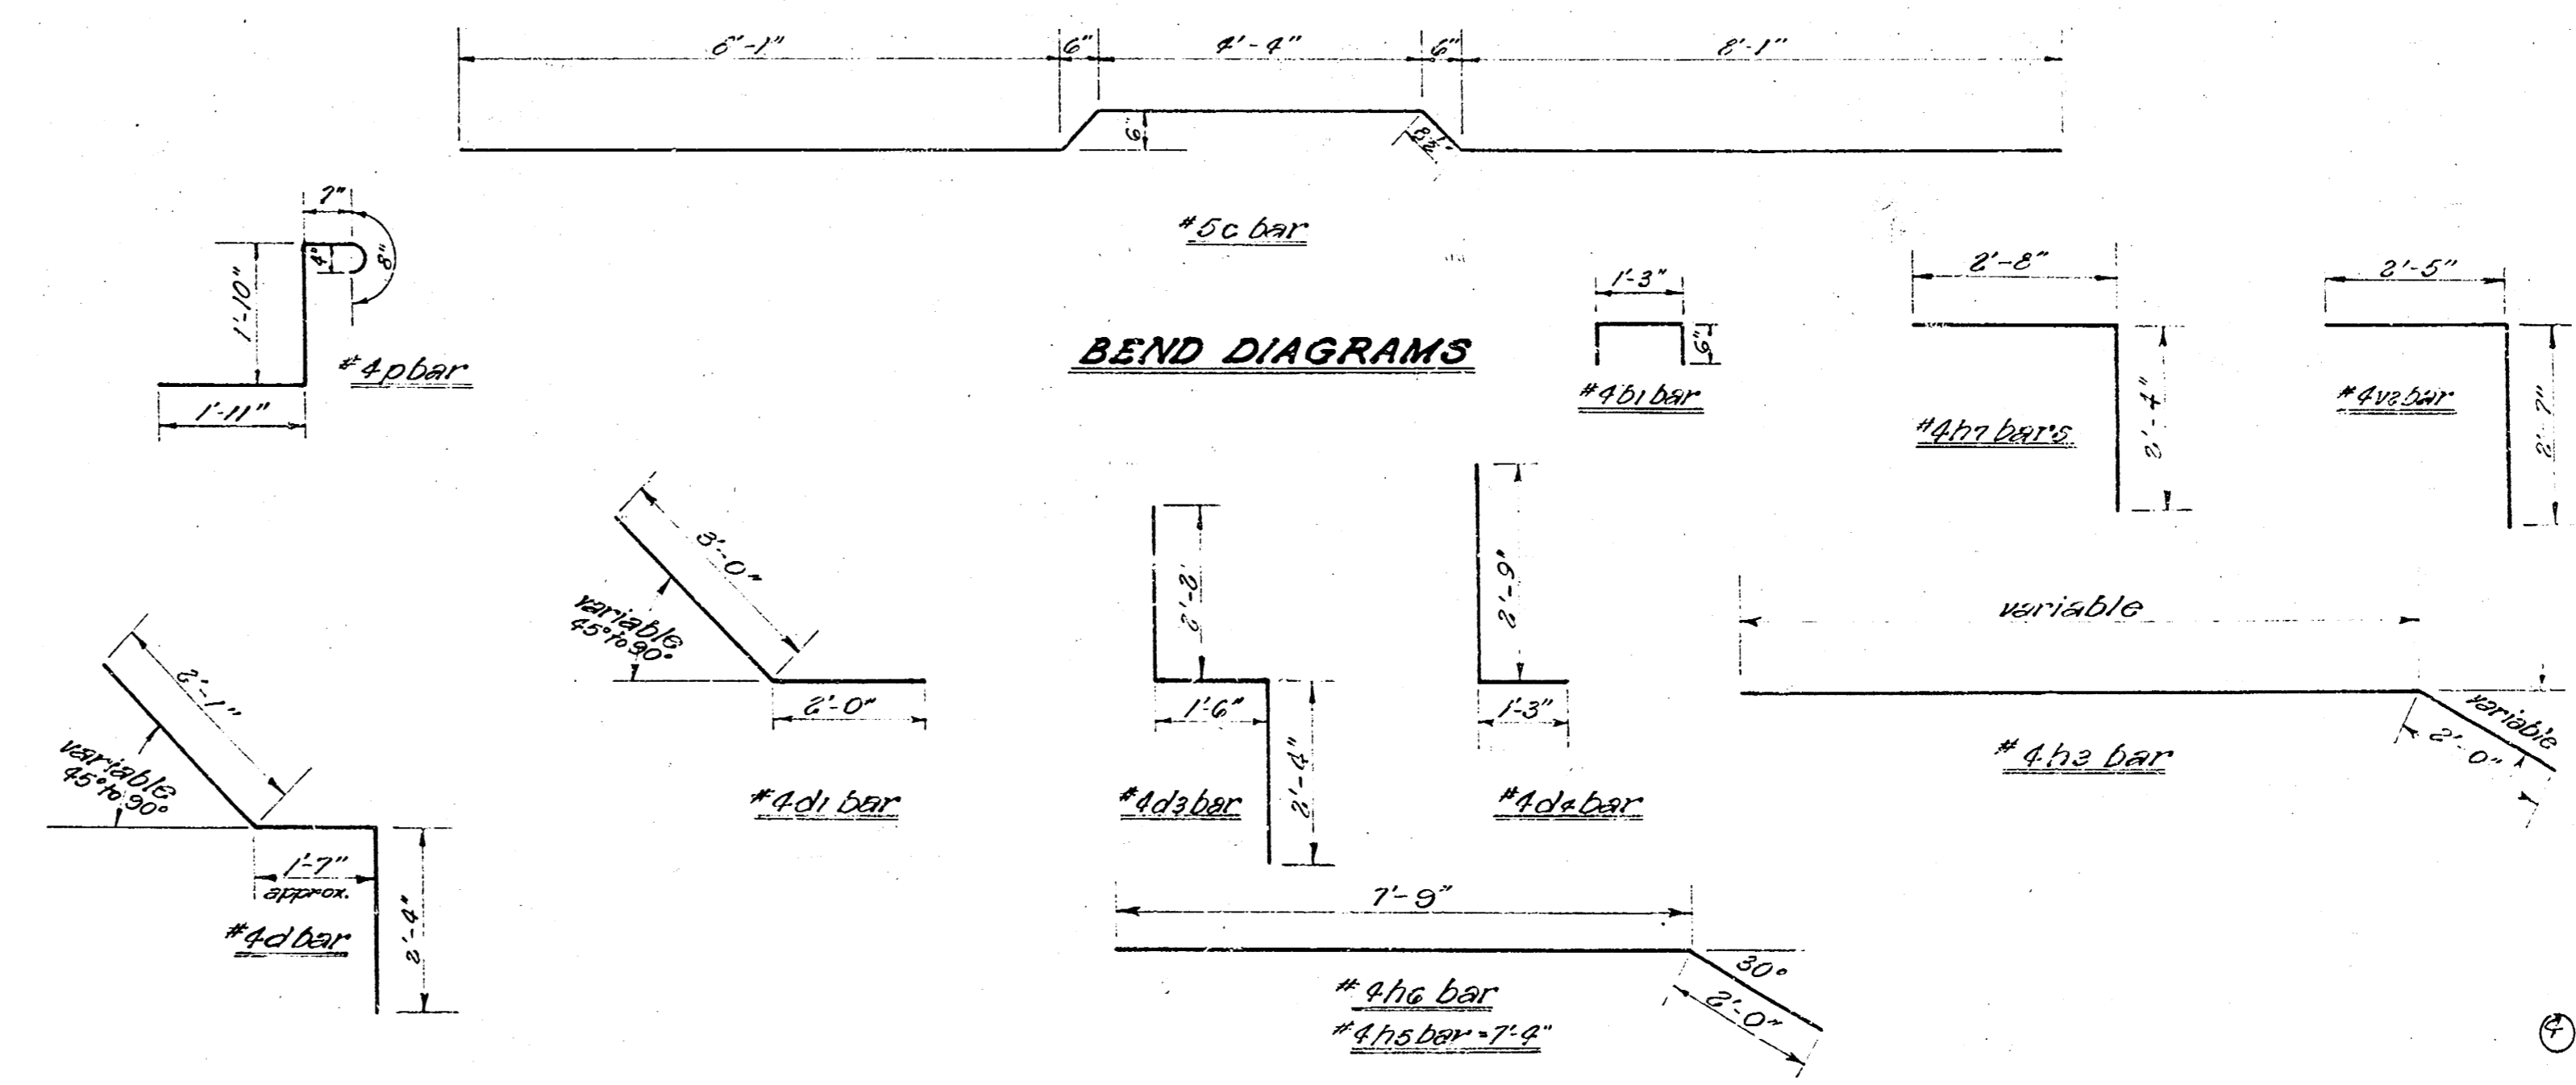 8'-1" 6" 4'-4" 6" 8'-1"
6" 8½"
#5c bar
7"
4" 8"
1'-10"
#4p bar
1'-11"
BEND DIAGRAMS
1'-3"
6"
#4b1 bar
2'-8"
2'-4"
#4h7 bars
2'-5"
2'-7"
#4v2 bar
2'-1"
variable
45° to 90°
1'-7"
approx.
2'-4"
#4d bar
3'-0"
variable
45° to 90°
2'-0"
#4d1 bar
2'-2'
1'-6"
2'-4"
#4d3 bar
2'-9"
1'-3"
#4d4 bar
variable
variable
2'-0"
#4h3 bar
7'-9"
30°
2'-0"
#4h6 bar
#4h5 bar = 7'-4"
4